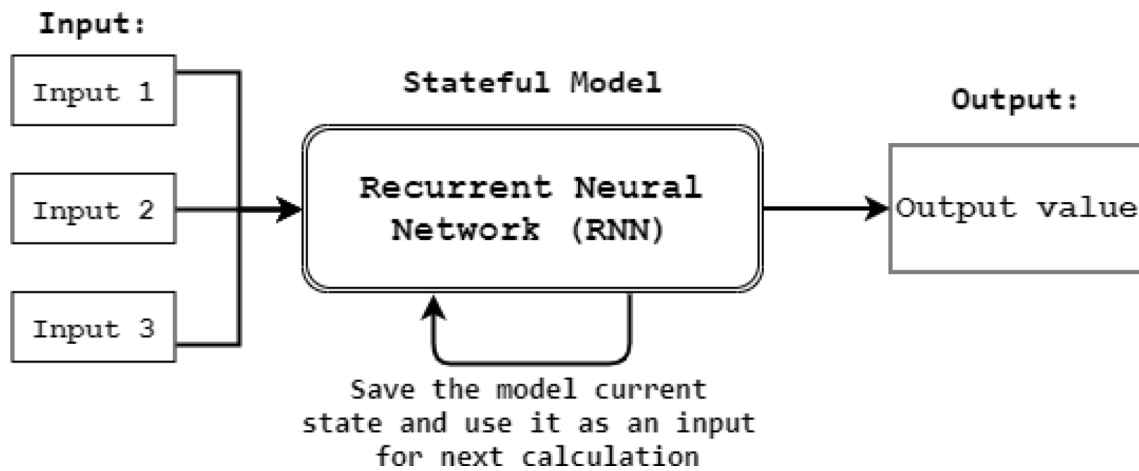 Input:
Input 1
Input 2
Input 3
Stateful Model
Recurrent Neural
Network (RNN)
Save the model current
state and use it as an input
for next calculation
Output:
Output value